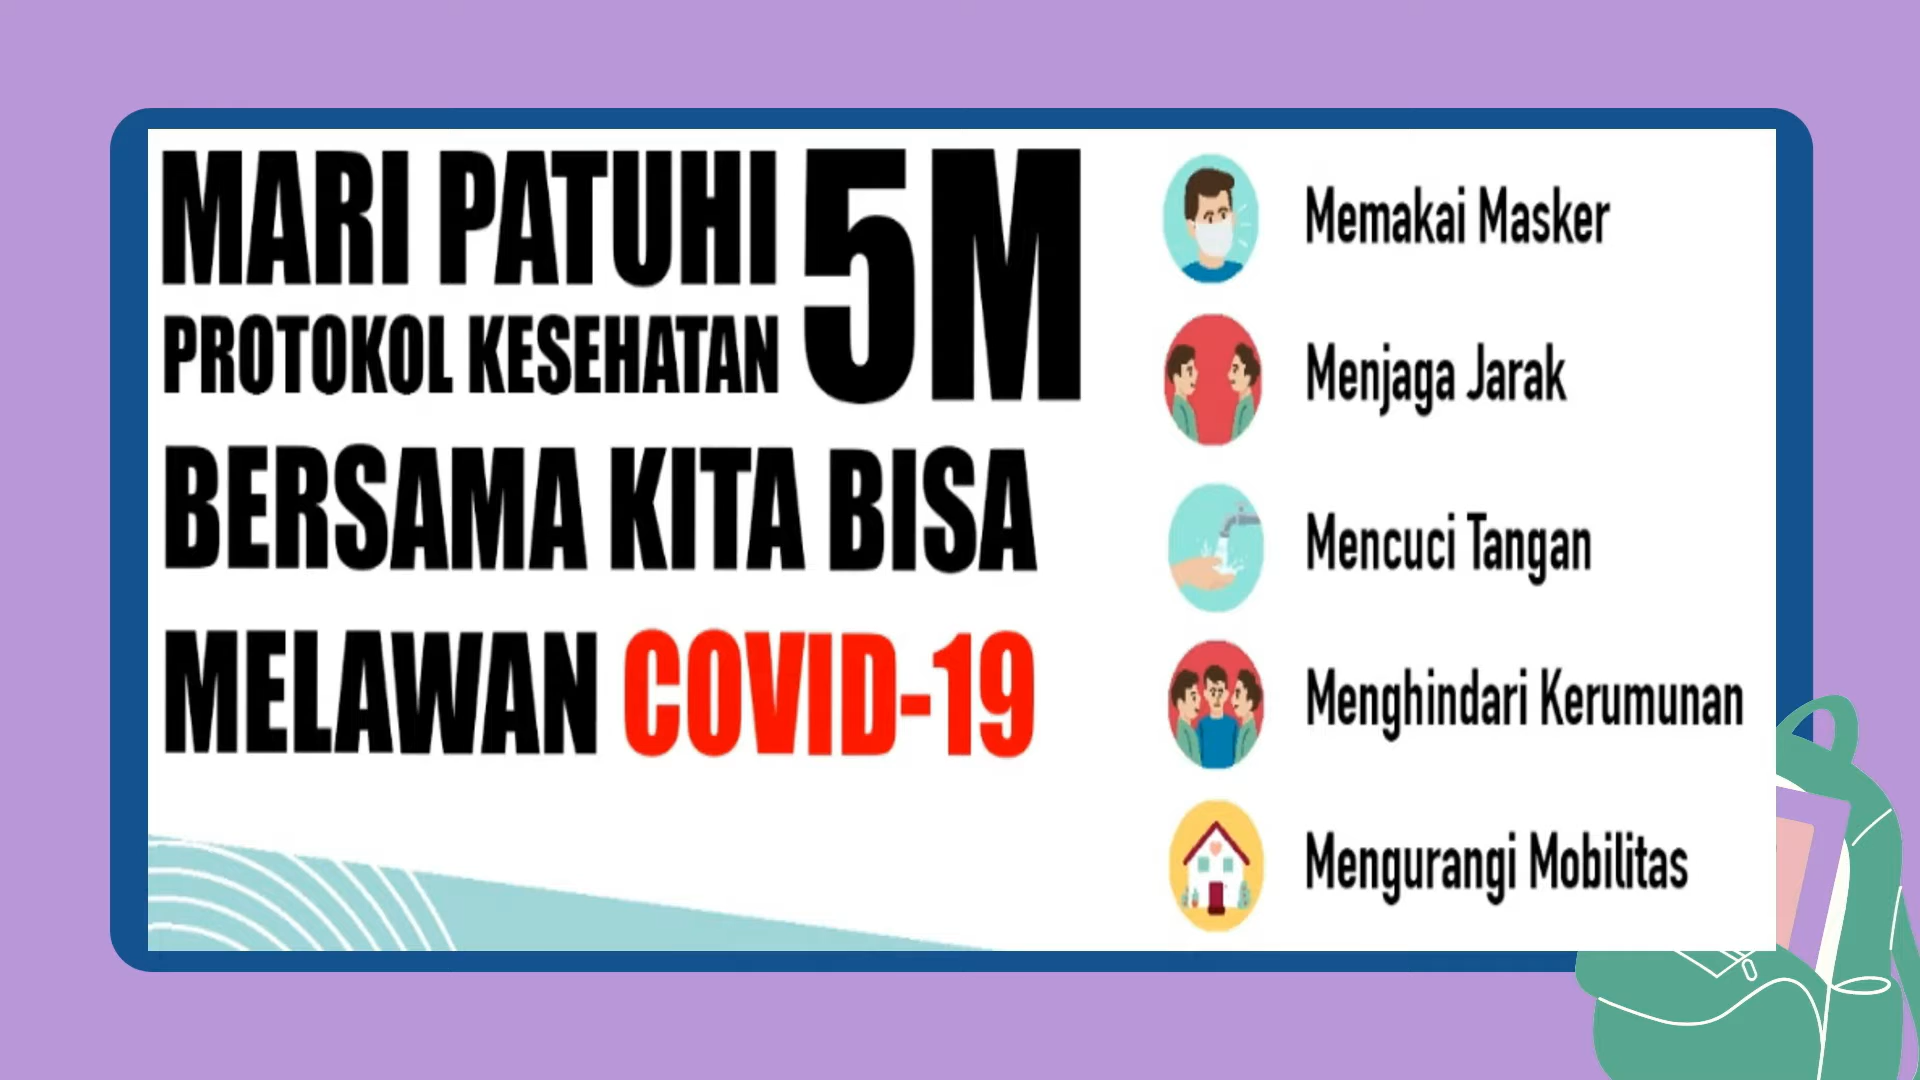 MARI PATUHI 5M
PROTOKOL KESEHATAN
BERSAMA KITA BISA
MELAWAN COVID-19
Memakai Masker
Menjaga Jarak
Mencuci Tangan
Menghindari Kerumunan
Mengurangi Mobilitas